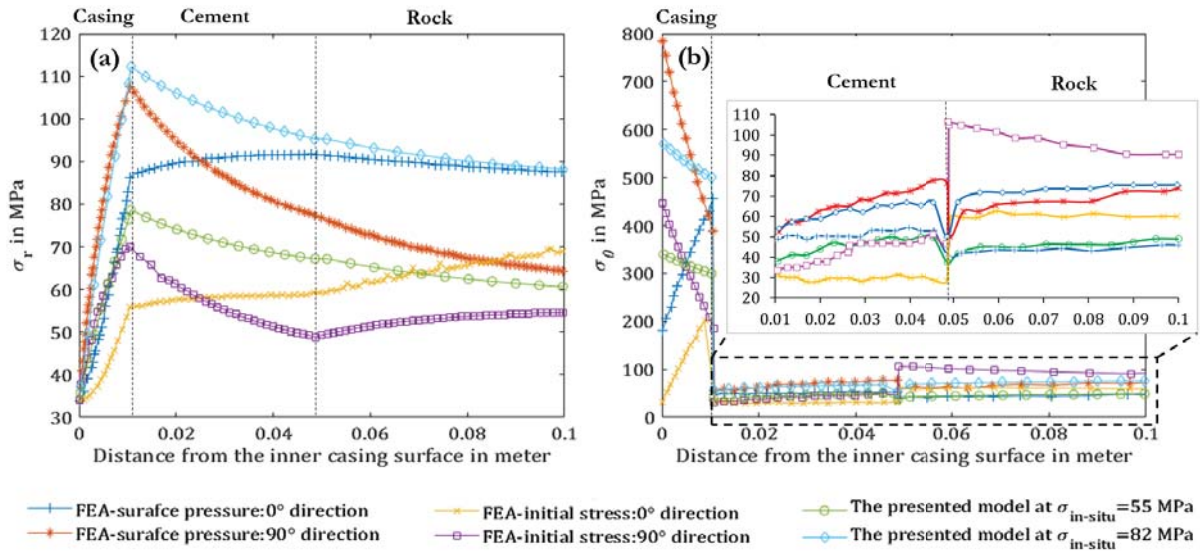 Casing Cement Rock
(a)
σr in MPa
120
110
100
90
80
70
60
50
40
30
0 0.02 0.04 0.06 0.08 0.1
Distance from the inner casing surface in meter
Casing
(b)
σθ in MPa
800
700
600
500
400
300
200
100
0
Cement Rock
110
100
90
80
70
60
50
40
30
20
0.01 0.02 0.03 0.04 0.05 0.06 0.07 0.08 0.09 0.1
0 0.02 0.04 0.06 0.08 0.1
Distance from the inner casing surface in meter
FEA-surafce pressure:0° direction
FEA-surafce pressure:90° direction
FEA-initial stress:0° direction
FEA-initial stress:90° direction
The presented model at σin-situ=55 MPa
The presented model at σin-situ=82 MPa